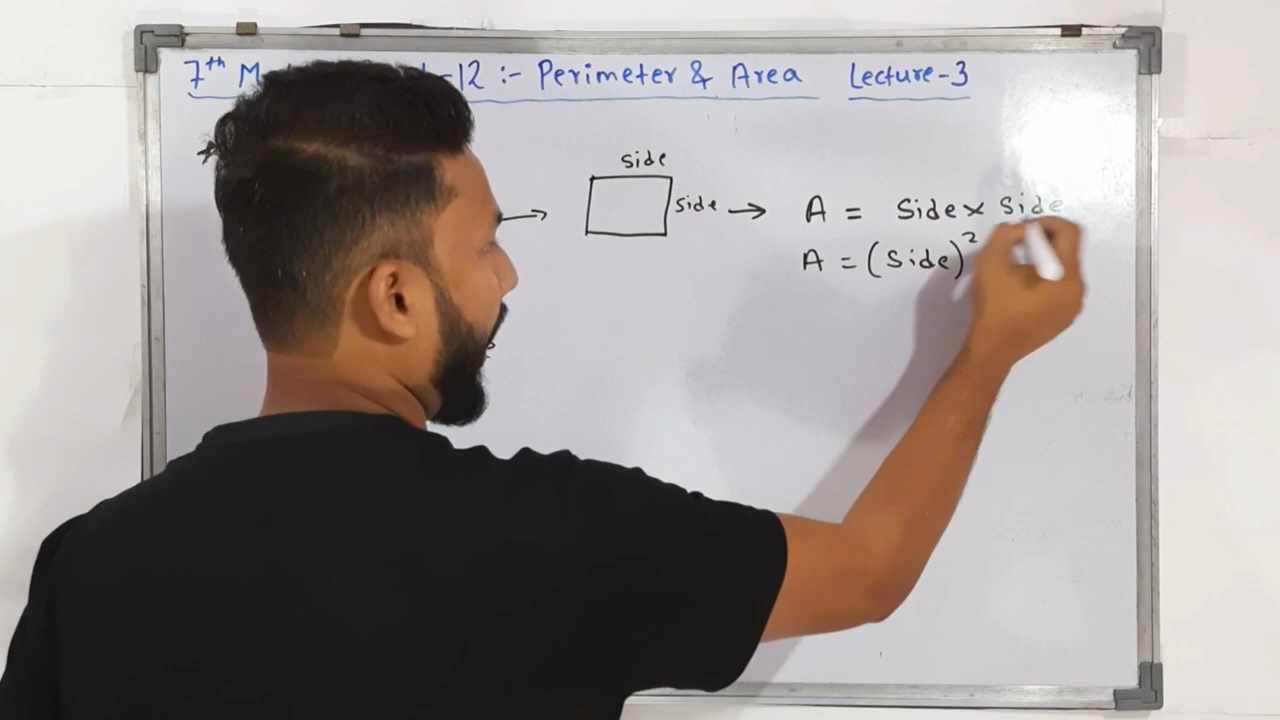 7th -12 :- Perimeter & Area Lecture-3
side
side → A = Side x Side
A = (Side)²